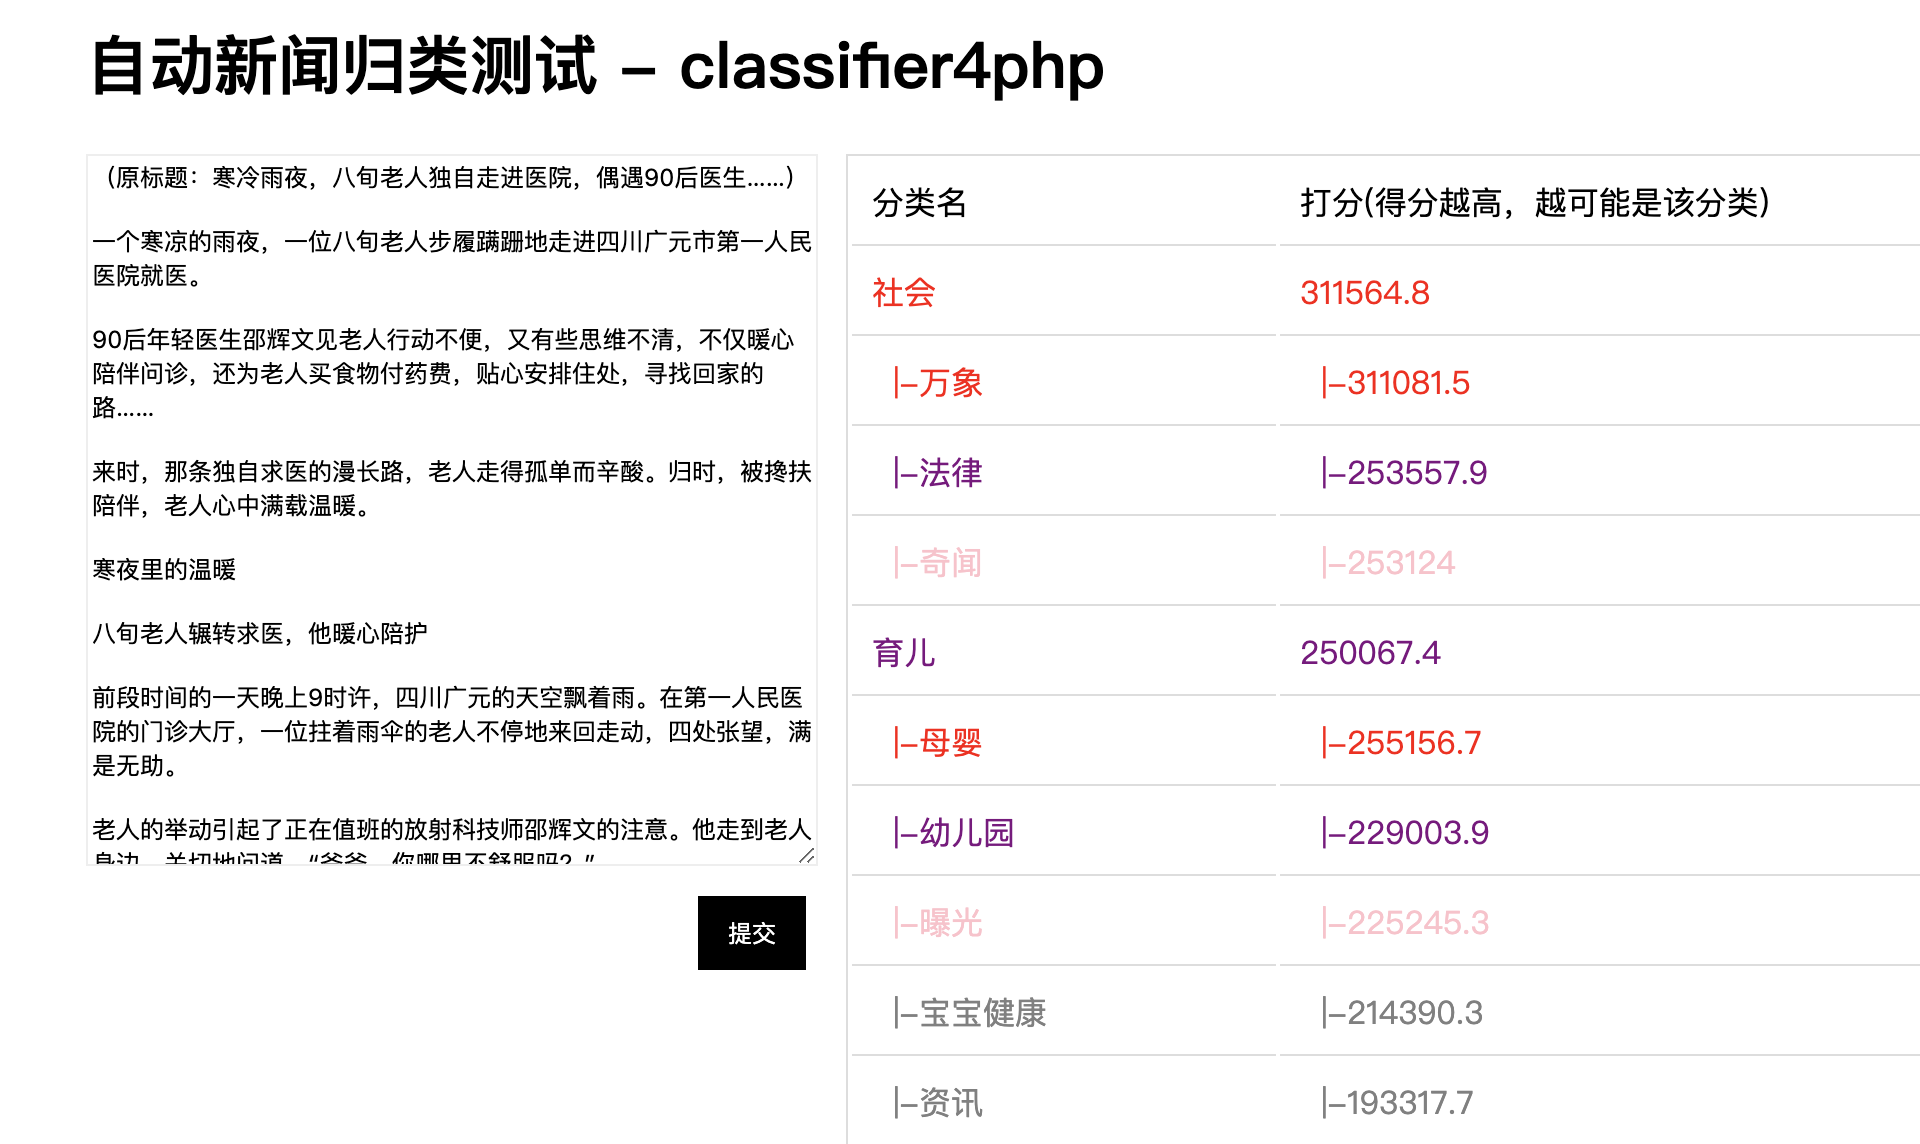 自动新闻归类测试 – classifier4php
（原标题：寒冷雨夜，八旬老人独自走进医院，偶遇90后医生……）
一个寒凉的雨夜，一位八旬老人步履蹒跚地走进四川广元市第一人民
医院就医。
90后年轻医生邵辉文见老人行动不便，又有些思维不清，不仅暖心
陪伴问诊，还为老人买食物付药费，贴心安排住处，寻找回家的
路……
来时，那条独自求医的漫长路，老人走得孤单而辛酸。归时，被搀扶
陪伴，老人心中满载温暖。
寒夜里的温暖
八旬老人辗转求医，他暖心陪护
前段时间的一天晚上9时许，四川广元的天空飘着雨。在第一人民医
院的门诊大厅，一位拄着雨伞的老人不停地来回走动，四处张望，满
是无助。
老人的举动引起了正在值班的放射科技师邵辉文的注意。他走到老人
身边，关切地问道，“爷爷，你哪里不舒服吗？”
提交
分类名 打分(得分越高，越可能是该分类)
社会 311564.8
|–万象 |–311081.5
|–法律 |–253557.9
|–奇闻 |–253124
育儿 250067.4
|–母婴 |–255156.7
|–幼儿园 |–229003.9
|–曝光 |–225245.3
|–宝宝健康 |–214390.3
|–资讯 |–193317.7